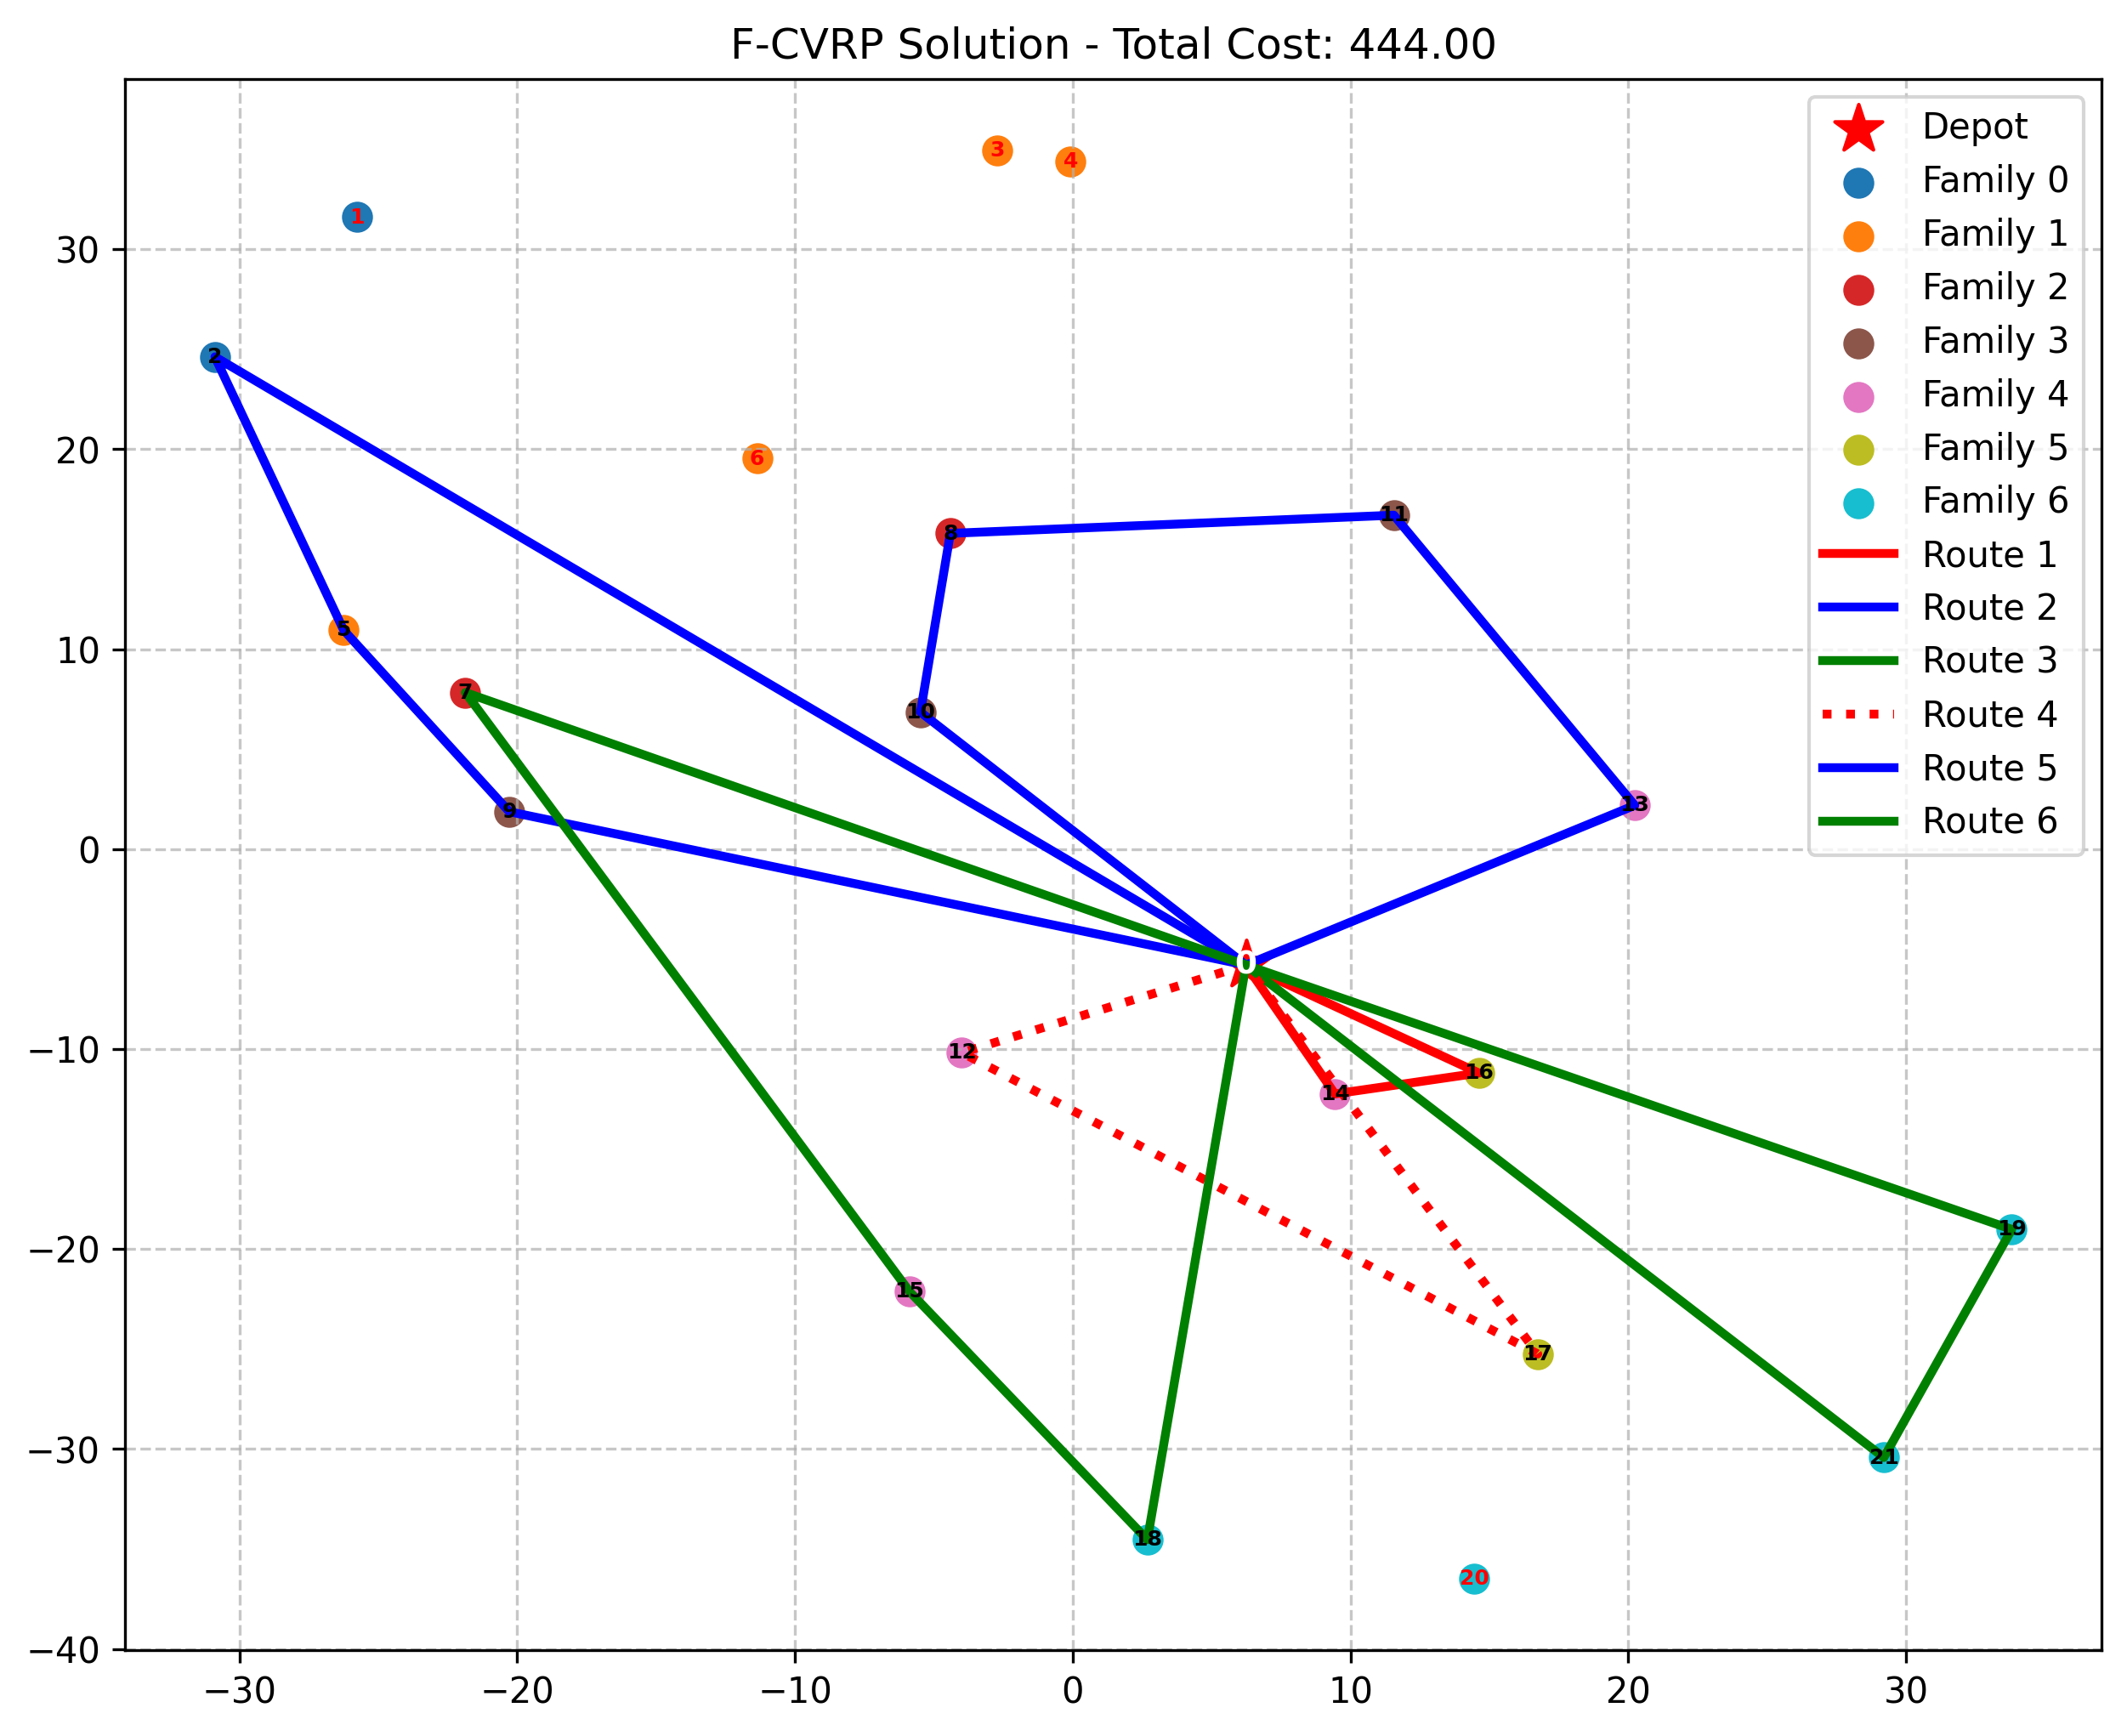 F-CVRP Solution - Total Cost: 444.00
Depot
Family 0
Family 1
Family 2
Family 3
Family 4
Family 5
Family 6
Route 1
Route 2
Route 3
Route 4
Route 5
Route 6
30
20
10
0
−10
−20
−30
−40
3
4
1
2
6
11
8
5
7
10
13
9
0
12
16
14
19
15
17
21
18
20
−30
−20
−10
0
10
20
30